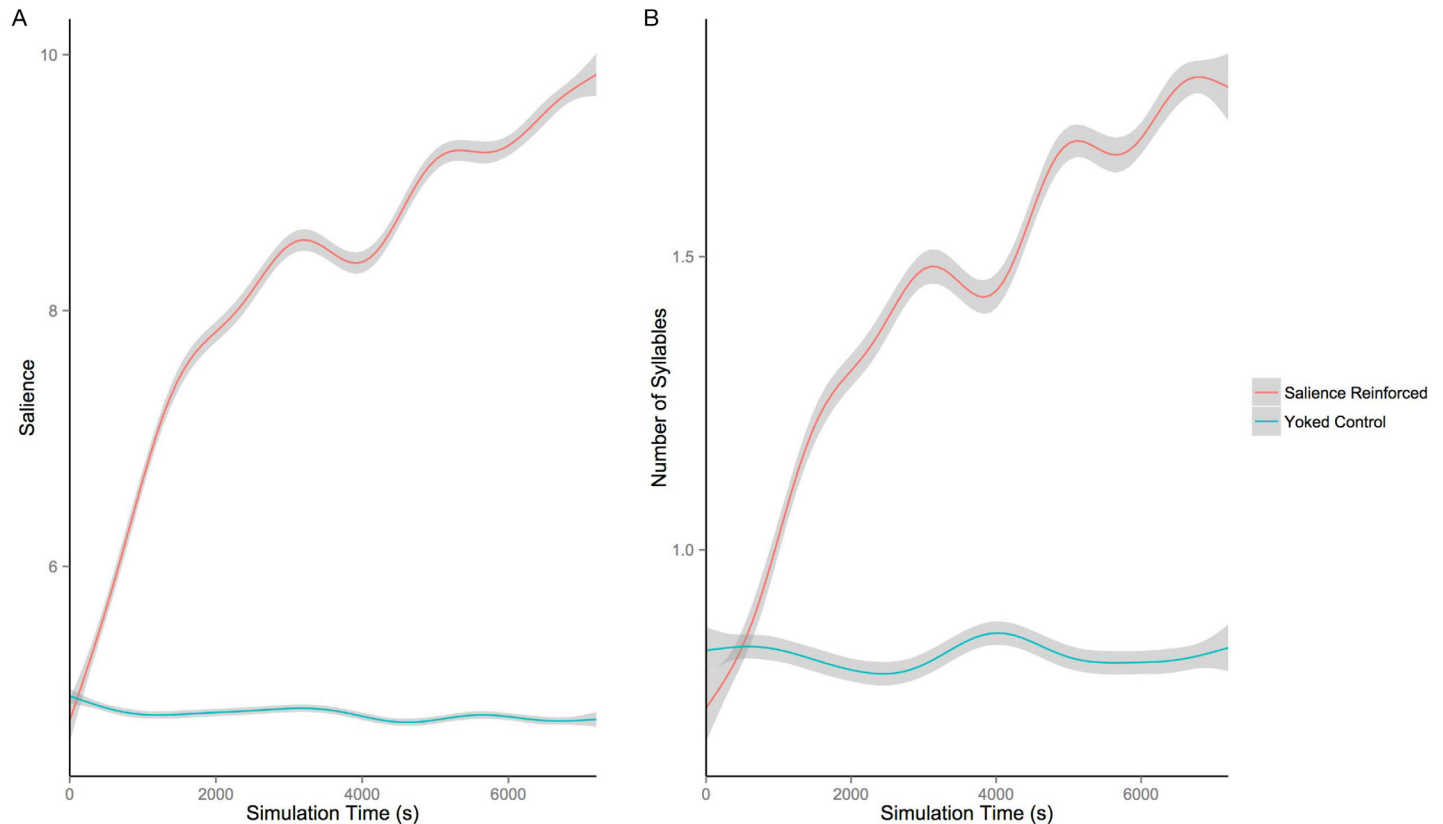 A
Salience
10
8
6
0 2000 4000 6000
Simulation Time (s)
B
Number of Syllables
1.5
1.0
0 2000 4000 6000
Simulation Time (s)
Salience Reinforced
Yoked Control